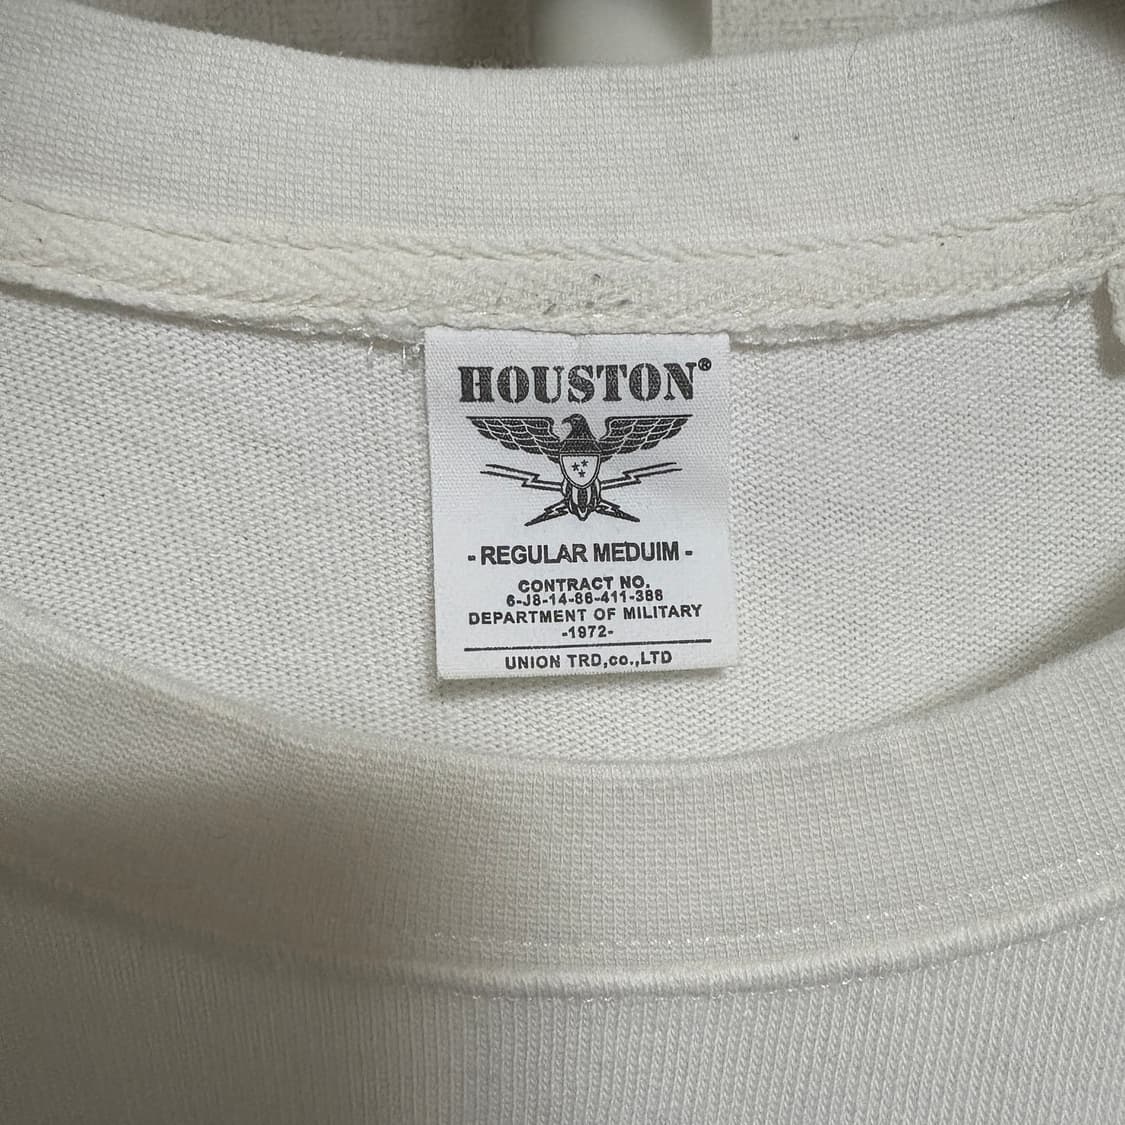 HOUSTON®
- REGULAR MEDUIM -
CONTRACT NO.
6-J8-14-86-411-388
DEPARTMENT OF MILITARY
-1972-
UNION TRD,co.,LTD